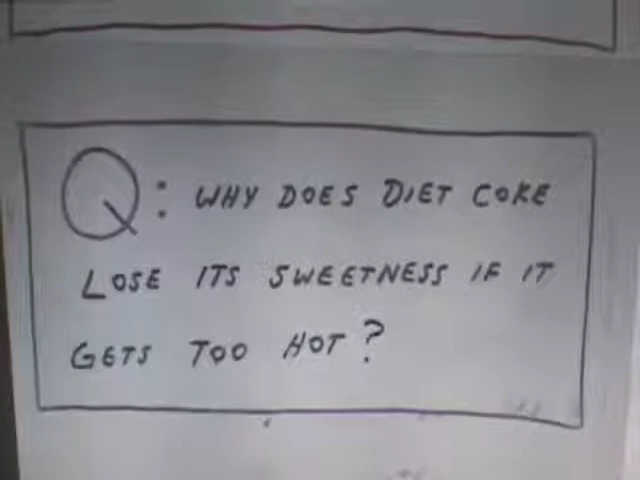 Q: WHY DOES DIET COKE
LOSE ITS SWEETNESS IF IT
GETS TOO HOT?